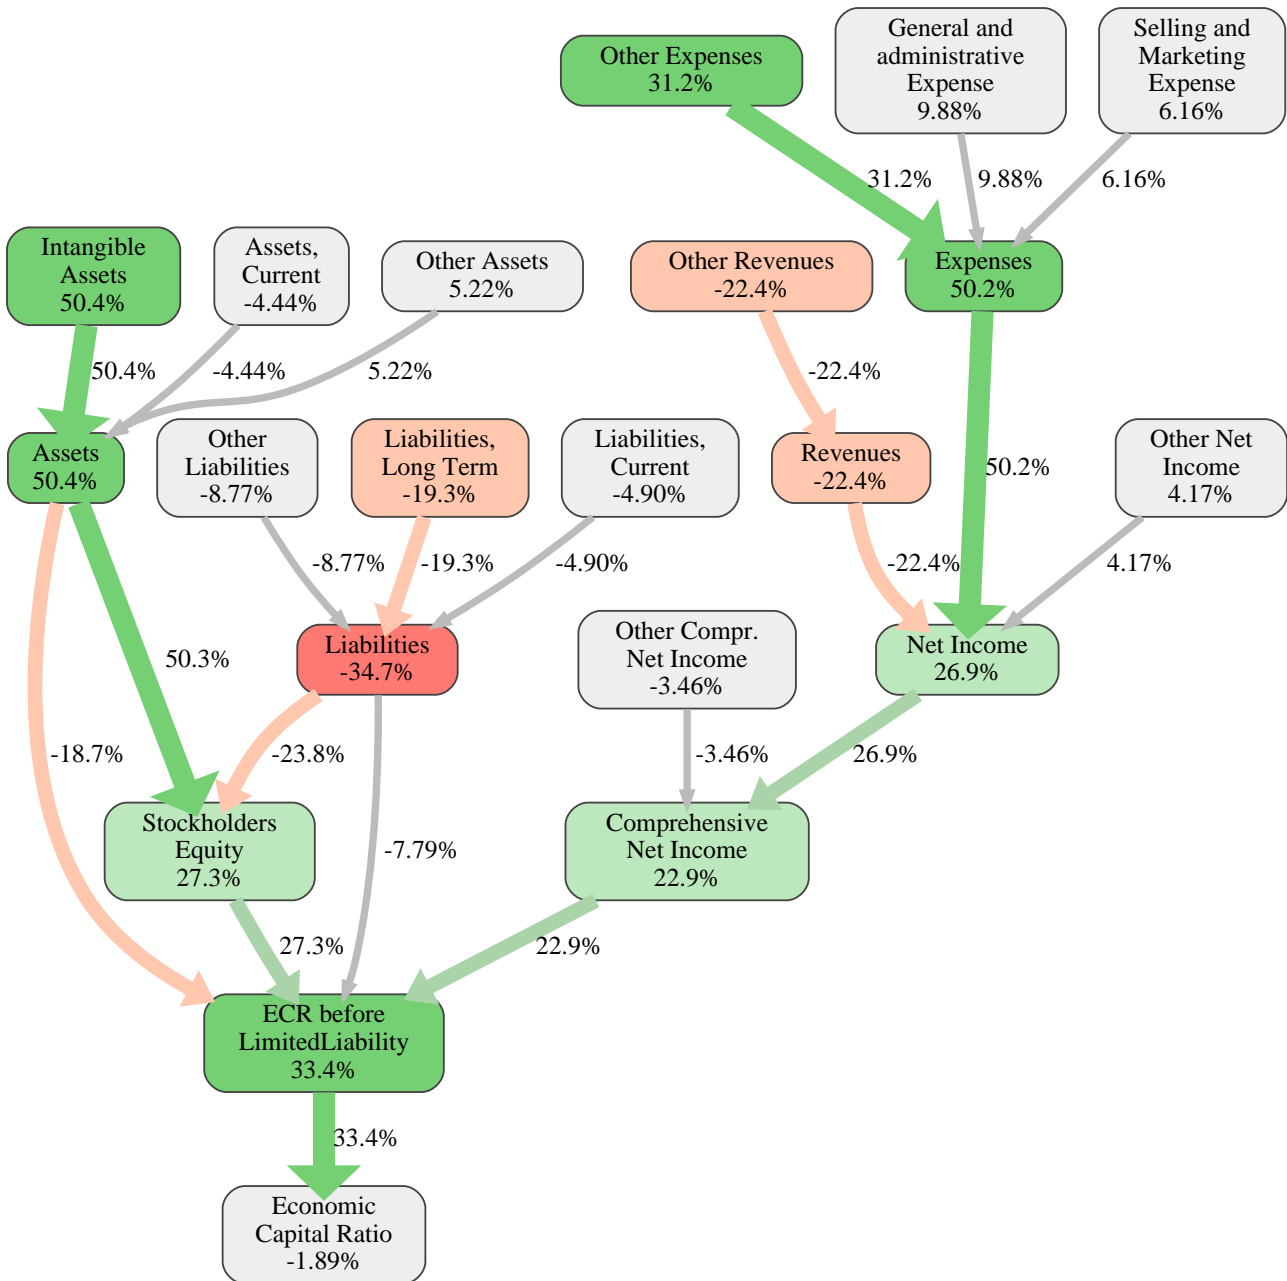 Other Expenses
31.2%
General and
administrative
Expense
9.88%
Selling and
Marketing
Expense
6.16%
31.2%
9.88%
6.16%
Intangible
Assets
50.4%
Assets,
Current
-4.44%
Other Assets
5.22%
Other Revenues
-22.4%
Expenses
50.2%
50.4%
-4.44%
5.22%
-22.4%
50.2%
Assets
50.4%
Other
Liabilities
-8.77%
Liabilities,
Long Term
-19.3%
Liabilities,
Current
-4.90%
Revenues
-22.4%
Other Net
Income
4.17%
-8.77%
-19.3%
-4.90%
-22.4%
4.17%
50.3%
Liabilities
-34.7%
Other Compr.
Net Income
-3.46%
Net Income
26.9%
-18.7%
-23.8%
-3.46%
26.9%
Stockholders
Equity
27.3%
-7.79%
Comprehensive
Net Income
22.9%
27.3%
22.9%
ECR before
LimitedLiability
33.4%
33.4%
Economic
Capital Ratio
-1.89%